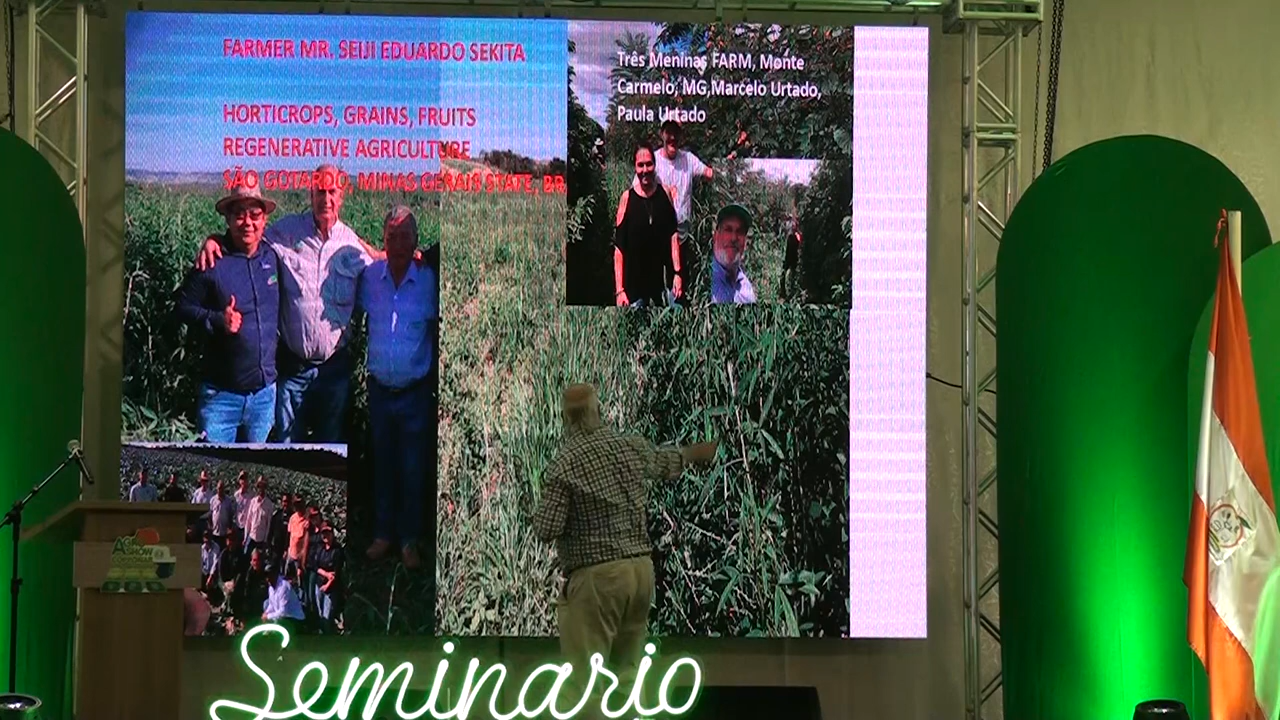 FARMER MR. SEIJI EDUARDO SEKITA
HORTICROPS, GRAINS, FRUITS
REGENERATIVE AGRICULTURE
SÃO GOTARDO, MINAS GERAIS STATE, BR
Três Meninas FARM, Monte
Carmelo, MG,Marcelo Urtado,
Paula Urtado
SHOW
Seminario